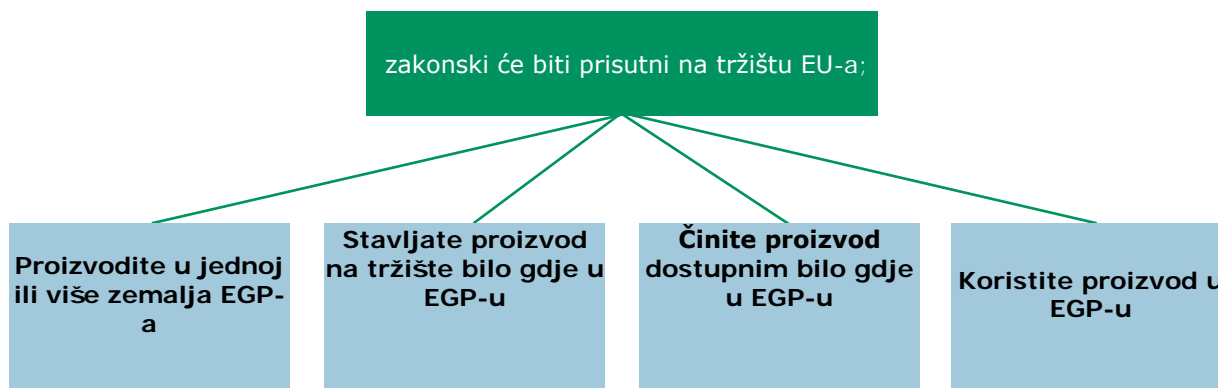 zakonski će biti prisutni na tržištu EU-a;
Proizvodite u jednoj
ili više zemalja EGP-
a
Stavljate proizvod
na tržište bilo gdje u
EGP-u
Činite proizvod
dostupnim bilo gdje
u EGP-u
Koristite proizvod u
EGP-u